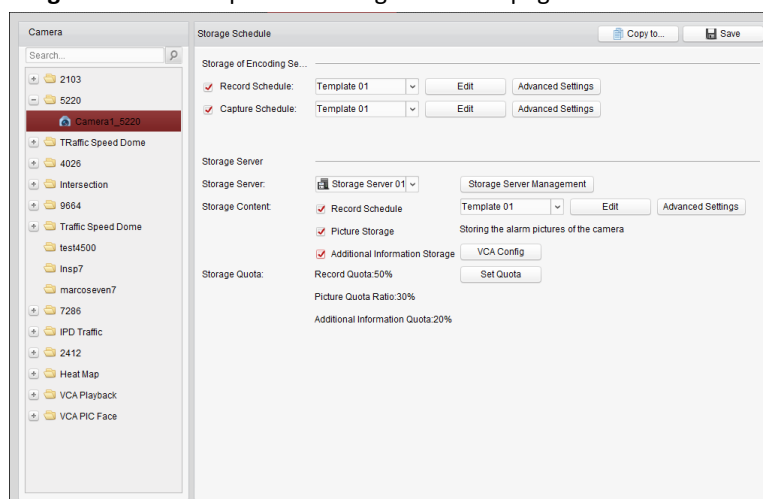 Camera
Search...
2103
5220
Camera1_5220
TRaffic Speed Dome
4026
Intersection
9664
Traffic Speed Dome
test4500
Insp7
marcoseven7
7286
IPD Traffic
2412
Heat Map
VCA Playback
VCA PIC Face
Storage Schedule
Copy to...
Save
Storage of Encoding Se...
Record Schedule: Template 01 Edit Advanced Settings
Capture Schedule: Template 01 Edit Advanced Settings
Storage Server
Storage Server: Storage Server 01 Storage Server Management
Storage Content: Record Schedule Template 01 Edit Advanced Settings
Picture Storage Storing the alarm pictures of the camera
Additional Information Storage VCA Config
Storage Quota: Record Quota:50% Set Quota
Picture Quota Ratio:30%
Additional Information Quota:20%